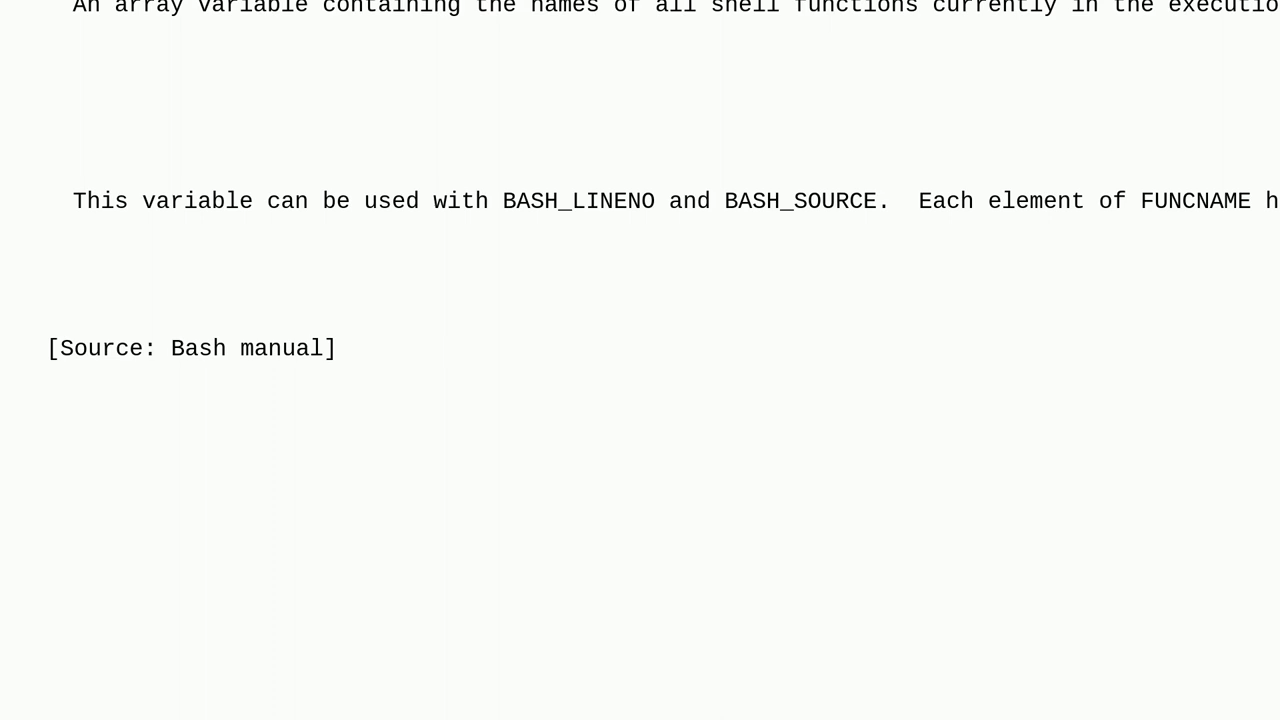 An array variable containing the names of all shell functions currently in the executio
This variable can be used with BASH_LINENO and BASH_SOURCE.  Each element of FUNCNAME h
[Source: Bash manual]